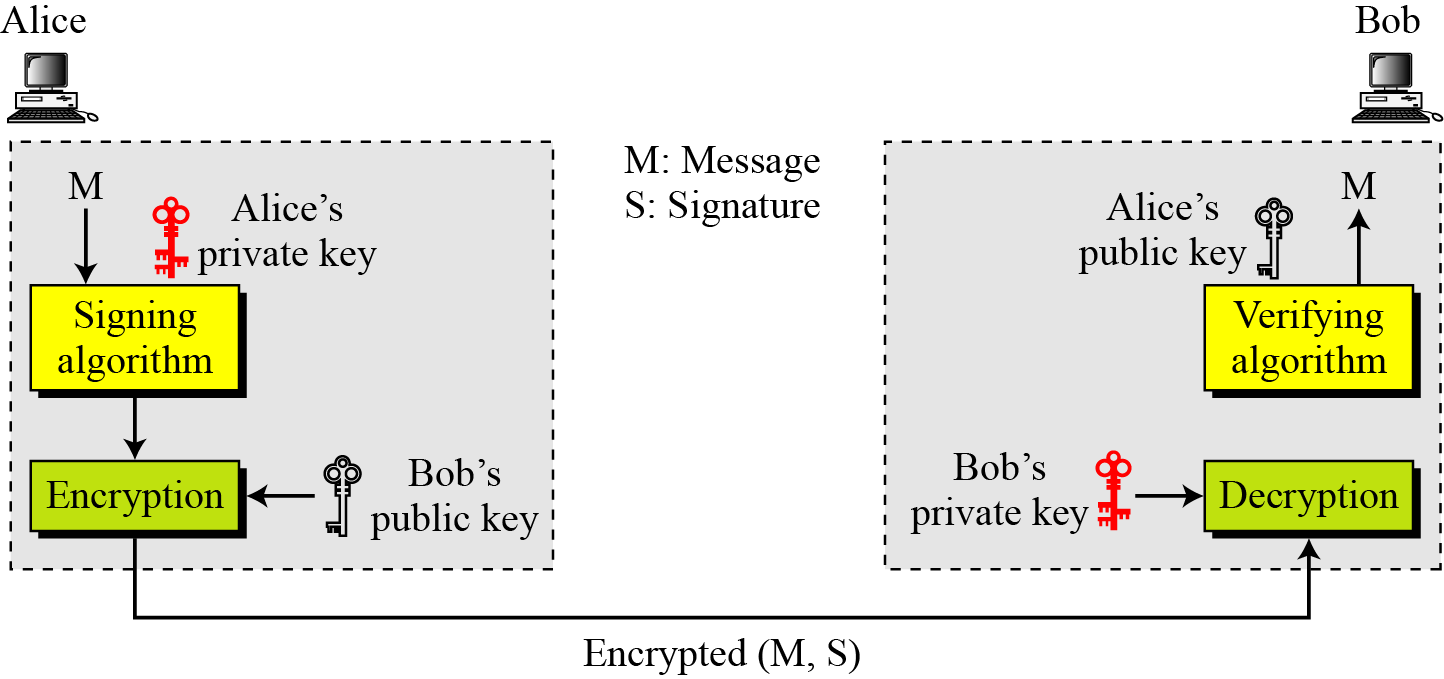 Alice
Bob
M: Message
S: Signature
M
Alice’s
private key
Signing
algorithm
Encryption
Bob’s
public key
Alice’s
public key
M
Verifying
algorithm
Bob’s
private key
Decryption
Encrypted (M, S)